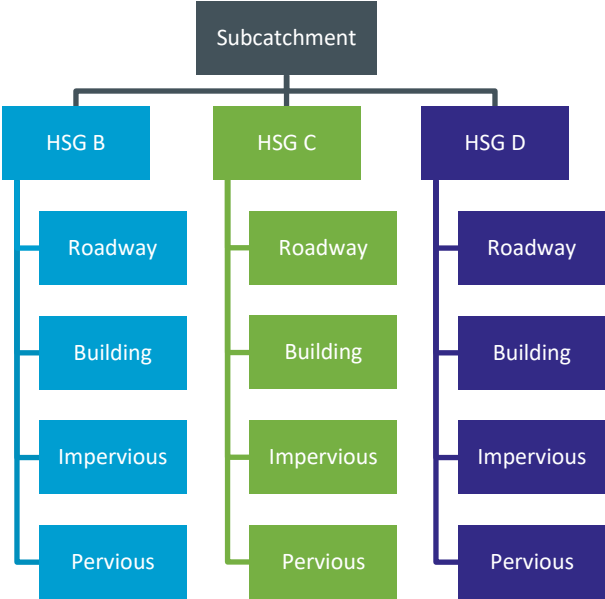 Subcatchment
HSG B
HSG C
HSG D
Roadway
Roadway
Roadway
Building
Building
Building
Impervious
Impervious
Impervious
Pervious
Pervious
Pervious